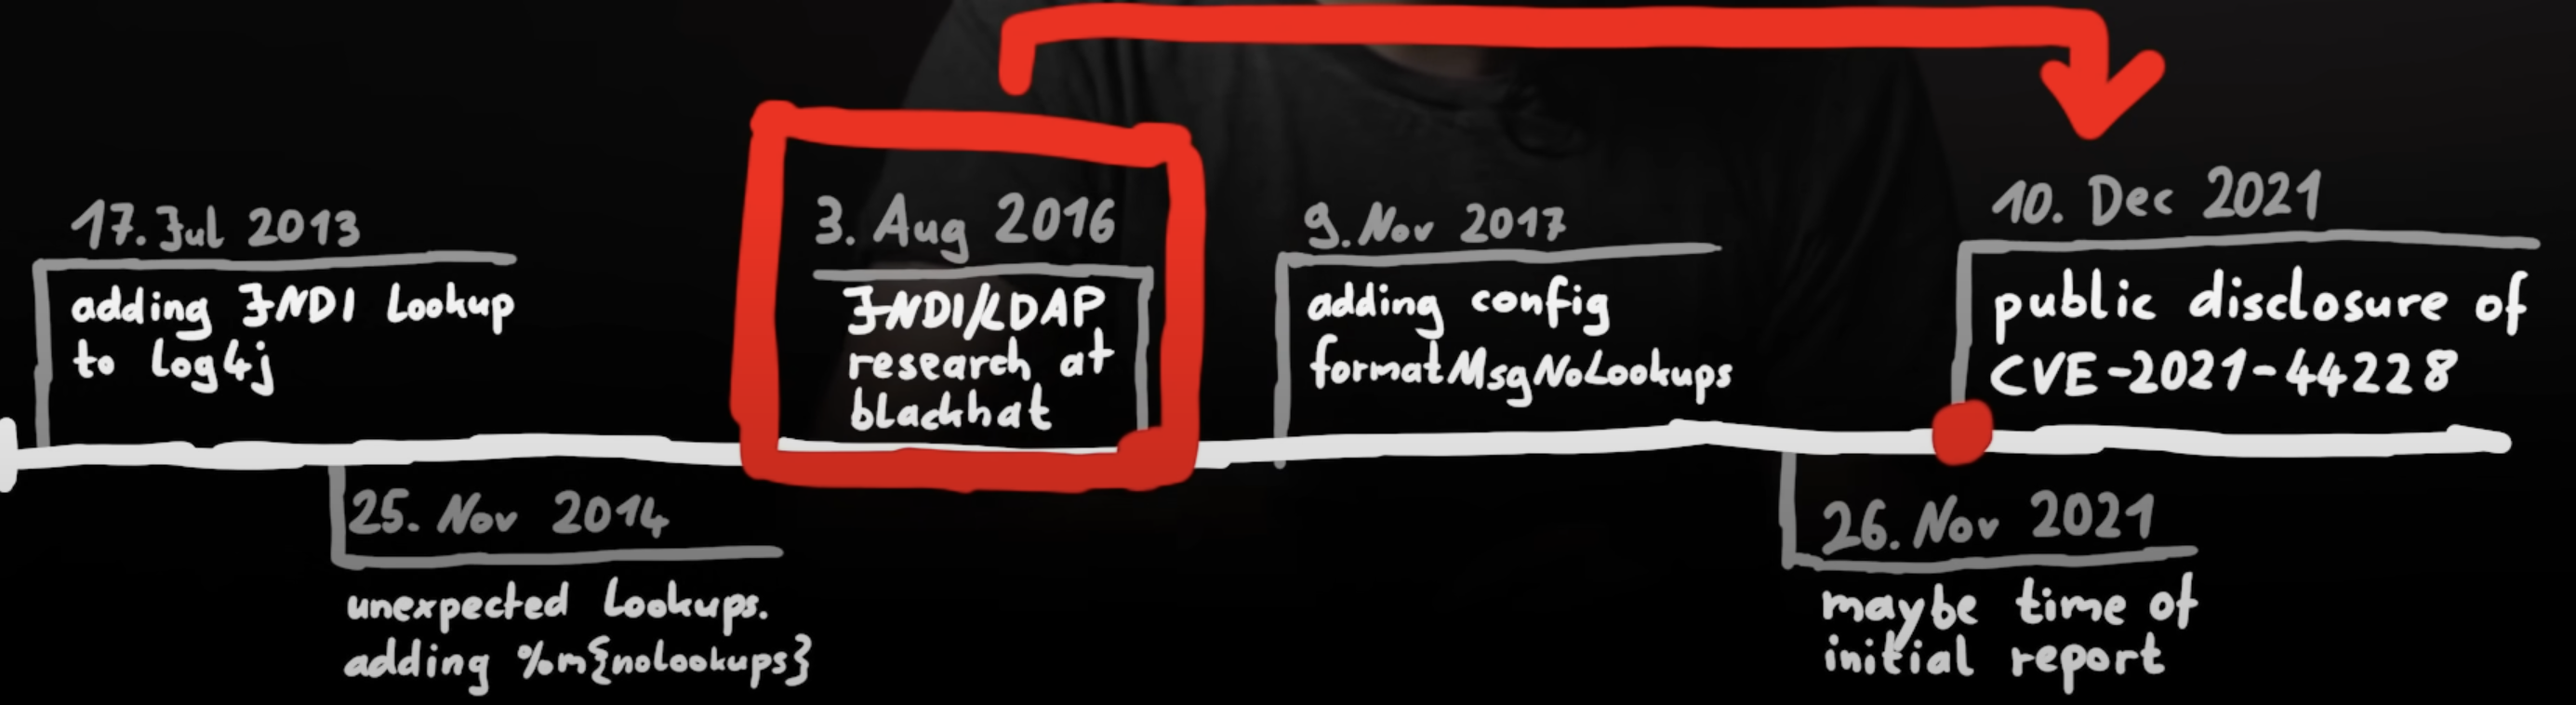 17. Jul 2013
adding JNDI Lookup
to log4j
25. Nov 2014
unexpected Lookups.
adding %m{nolookups}
3. Aug 2016
JNDI/LDAP
research at
blackhat
9. Nov 2017
adding config
formatMsgNoLookups
26. Nov 2021
maybe time of
initial report
10. Dec 2021
public disclosure of
CVE-2021-44228